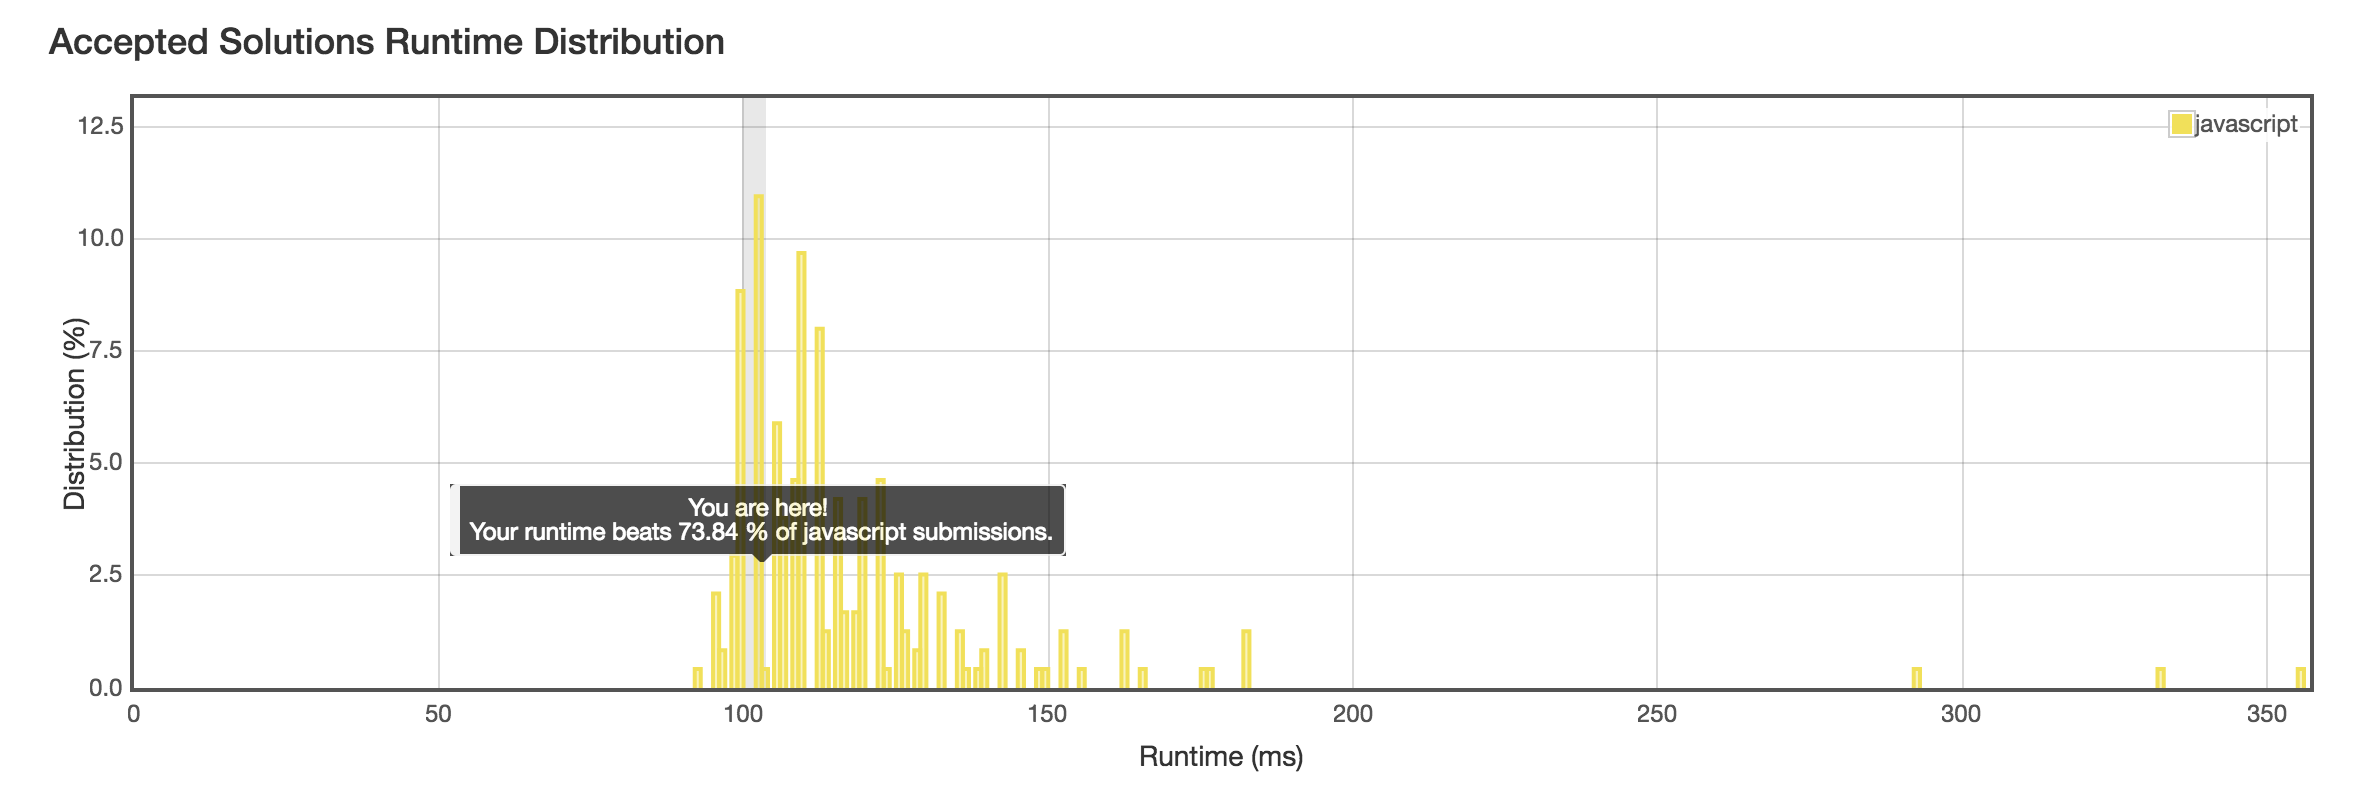 Accepted Solutions Runtime Distribution
12.5
10.0
7.5
5.0
2.5
0.0
Distribution (%)
javascript
You are here!
Your runtime beats 73.84 % of javascript submissions.
0 50 100 150 200 250 300 350
Runtime (ms)